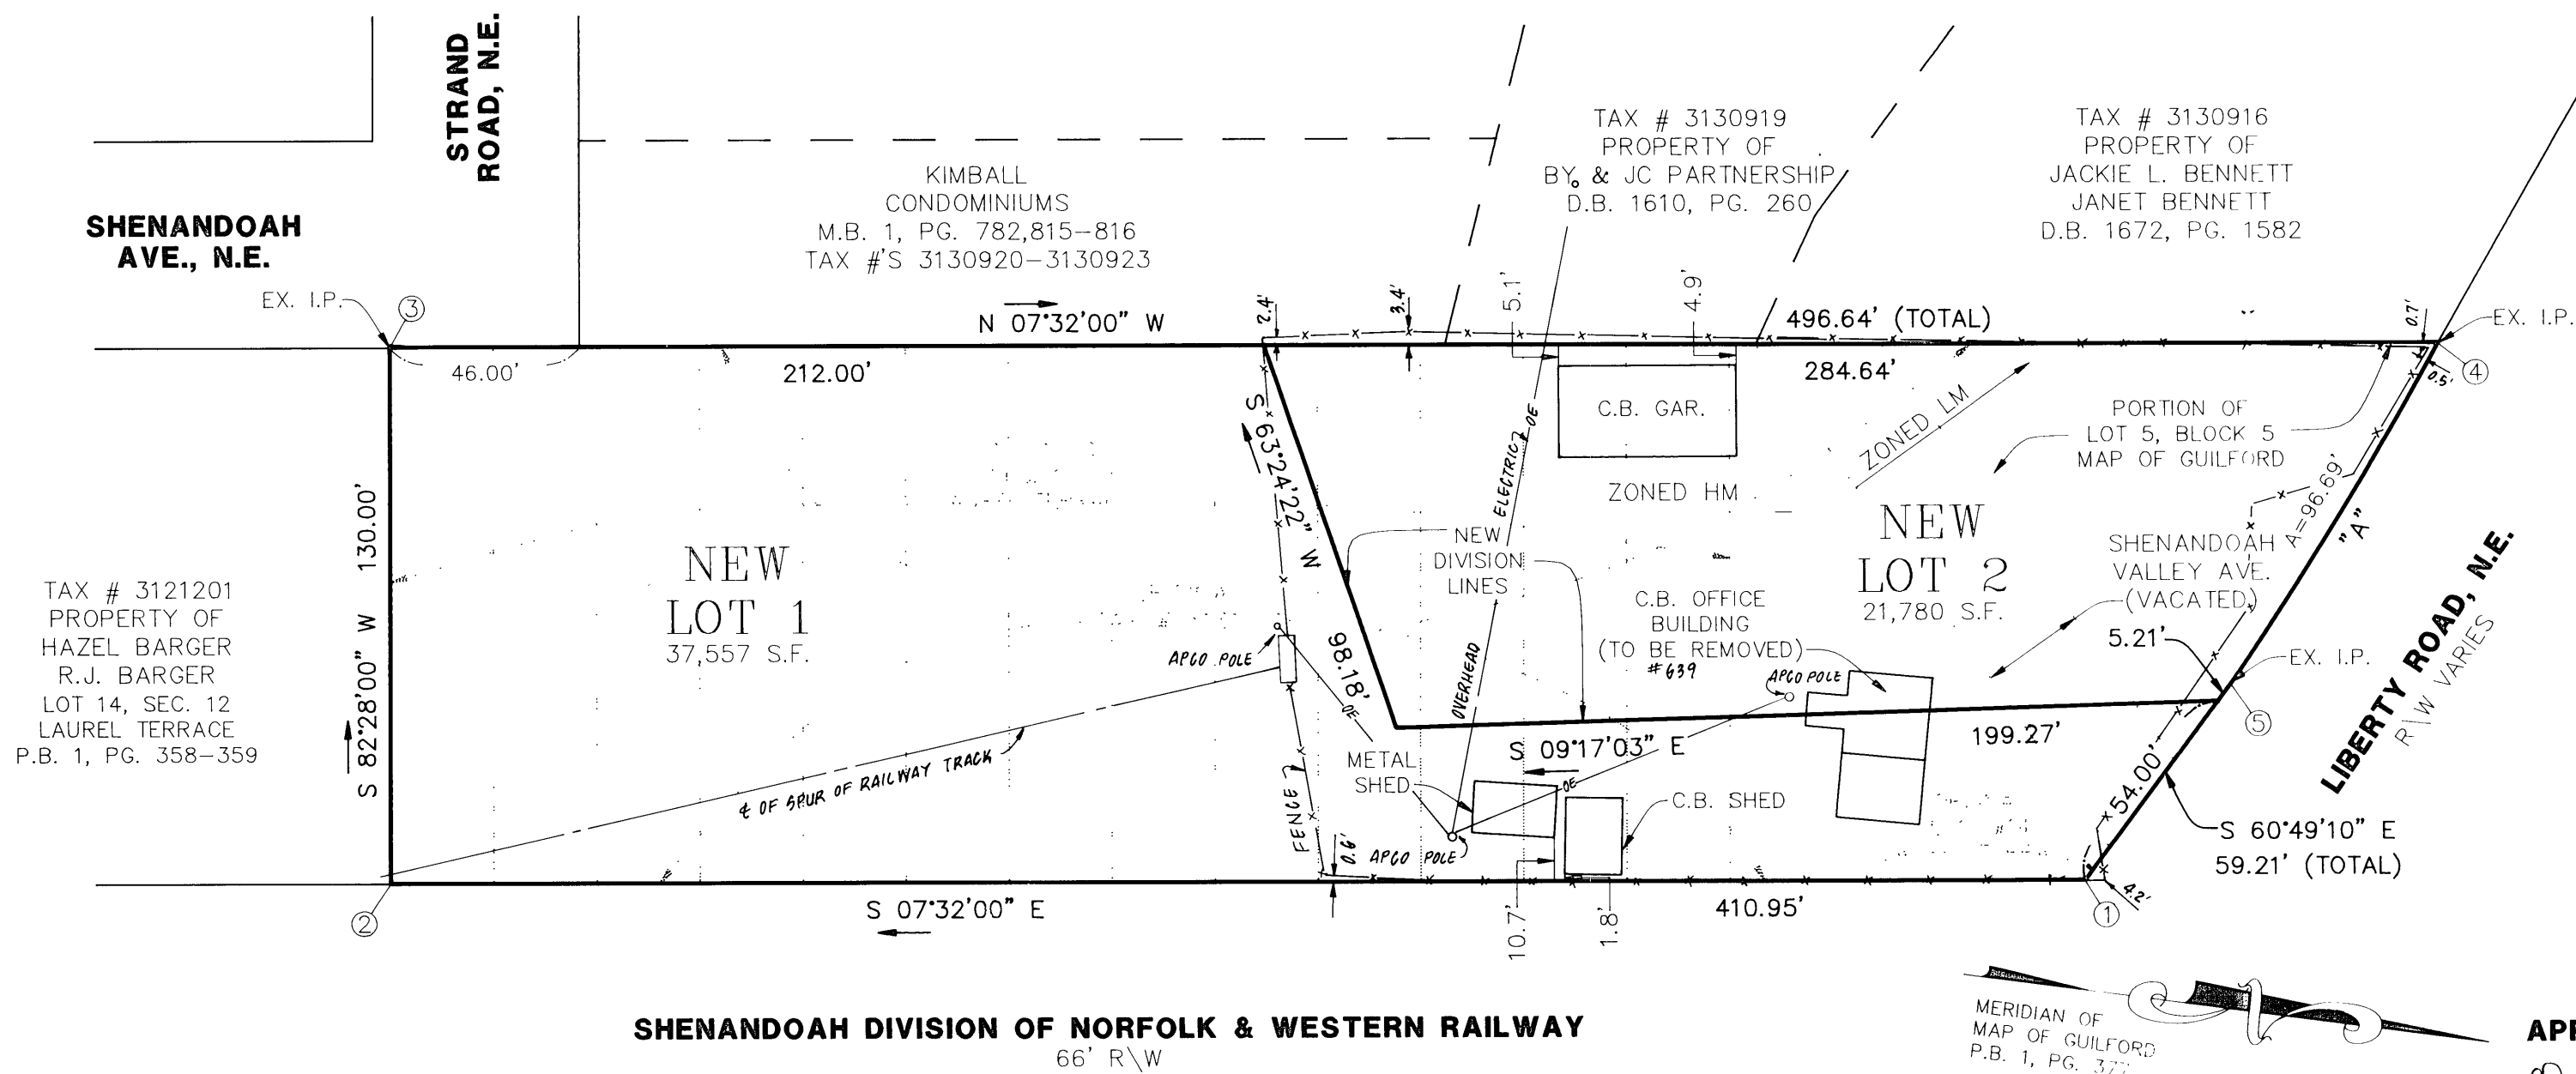 STRAND
ROAD, N.E.
SHENANDOAH
AVE., N.E.
EX. I.P.
3
KIMBALL
CONDOMINIUMS
M.B. 1, PG. 782,815-816
TAX #'S 3130920-3130923
TAX # 3130919
PROPERTY OF
BY & JC PARTNERSHIP
D.B. 1610, PG. 260
TAX # 3130916
PROPERTY OF
JACKIE L. BENNETT
JANET BENNETT
D.B. 1672, PG. 1582
N 07°32'00" W
2.4'
3.4'
5.1'
4.9'
496.64' (TOTAL)
0.7'
EX. I.P.
46.00'
212.00'
284.64'
4
0.5'
C.B. GAR.
ZONED LM
PORTION OF
LOT 5, BLOCK 5
MAP OF GUILFORD
S 63°24'22" W
98.18'
ELECTRIC
OE
ZONED HM
A=96.69'
"A"
130.00'
S 82°28'00" W
TAX # 3121201
PROPERTY OF
HAZEL BARGER
R.J. BARGER
LOT 14, SEC. 12
LAUREL TERRACE
P.B. 1, PG. 358-359
NEW
LOT 1
37,557 S.F.
NEW
DIVISION
LINES
NEW
LOT 2
21,780 S.F.
SHENANDOAH
VALLEY AVE.
(VACATED)
5.21'
EX. I.P.
5
LIBERTY ROAD, N.E.
R\W VARIES
C.B. OFFICE
BUILDING
(TO BE REMOVED)
#639
APCO POLE
APCO POLE
OVERHEAD
OE
S 09°17'03" E
199.27'
METAL
SHED
OE
C.B. SHED
℄ OF SPUR OF RAILWAY TRACK
FENCE
0.6'
APCO POLE
54.00'
S 60°49'10" E
59.21' (TOTAL)
4.2'
1
2
S 07°32'00" E
10.7'
1.8'
410.95'
SHENANDOAH DIVISION OF NORFOLK & WESTERN RAILWAY
66' R\W
MERIDIAN OF
MAP OF GUILFORD
P.B. 1, PG. 377